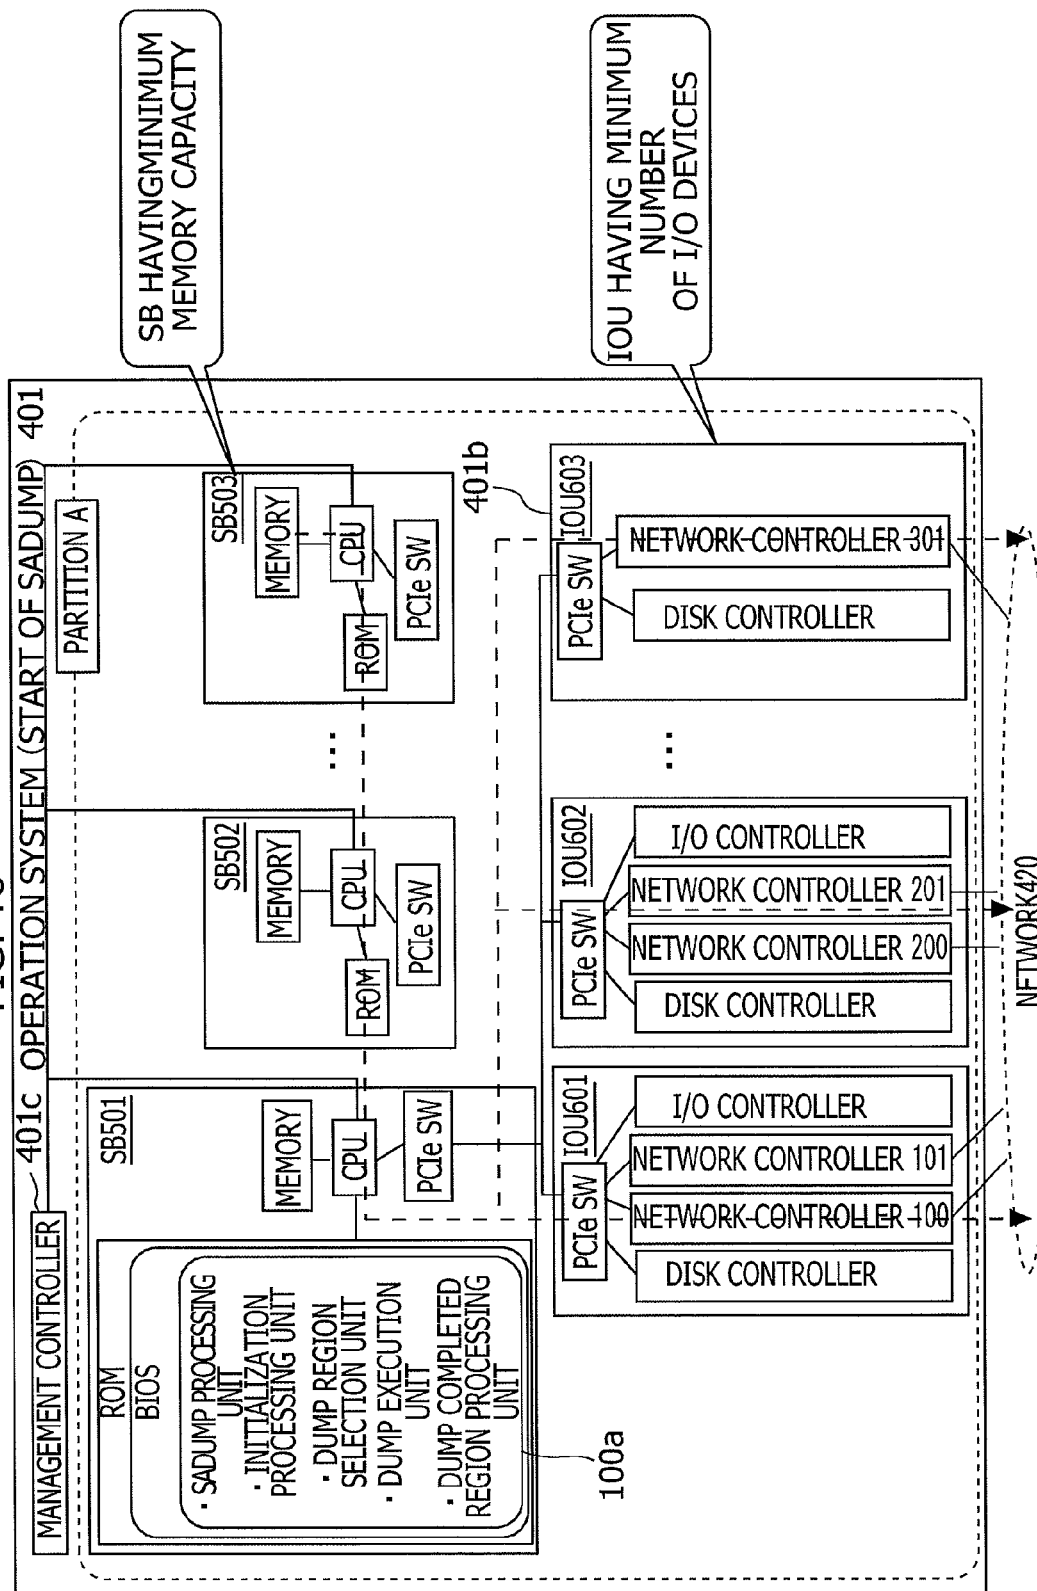 OPERATION SYSTEM (START OF SADUMP) 401
MANAGEMENT CONTROLLER
401c
PARTITION A
SB HAVINGMINIMUM
MEMORY CAPACITY
SB501
ROM
BIOS
· SADUMP PROCESSING
UNIT
· INITIALIZATION
PROCESSING UNIT
· DUMP REGION
SELECTION UNIT
· DUMP EXECUTION
UNIT
· DUMP COMPLETED
REGION PROCESSING
UNIT
100a
MEMORY
CPU
PCIe SW
SB502
MEMORY
CPU
ROM
PCIe SW
...
SB503
MEMORY
CPU
ROM
PCIe SW
401b
IOU HAVING MINIMUM
NUMBER
OF I/O DEVICES
IOU601
PCIe SW
DISK CONTROLLER
NETWORK CONTROLLER 100
NETWORK CONTROLLER 101
I/O CONTROLLER
IOU602
PCIe SW
DISK CONTROLLER
NETWORK CONTROLLER 200
NETWORK CONTROLLER 201
I/O CONTROLLER
...
IOU603
PCIe SW
DISK CONTROLLER
NETWORK CONTROLLER 301
NETWORK420